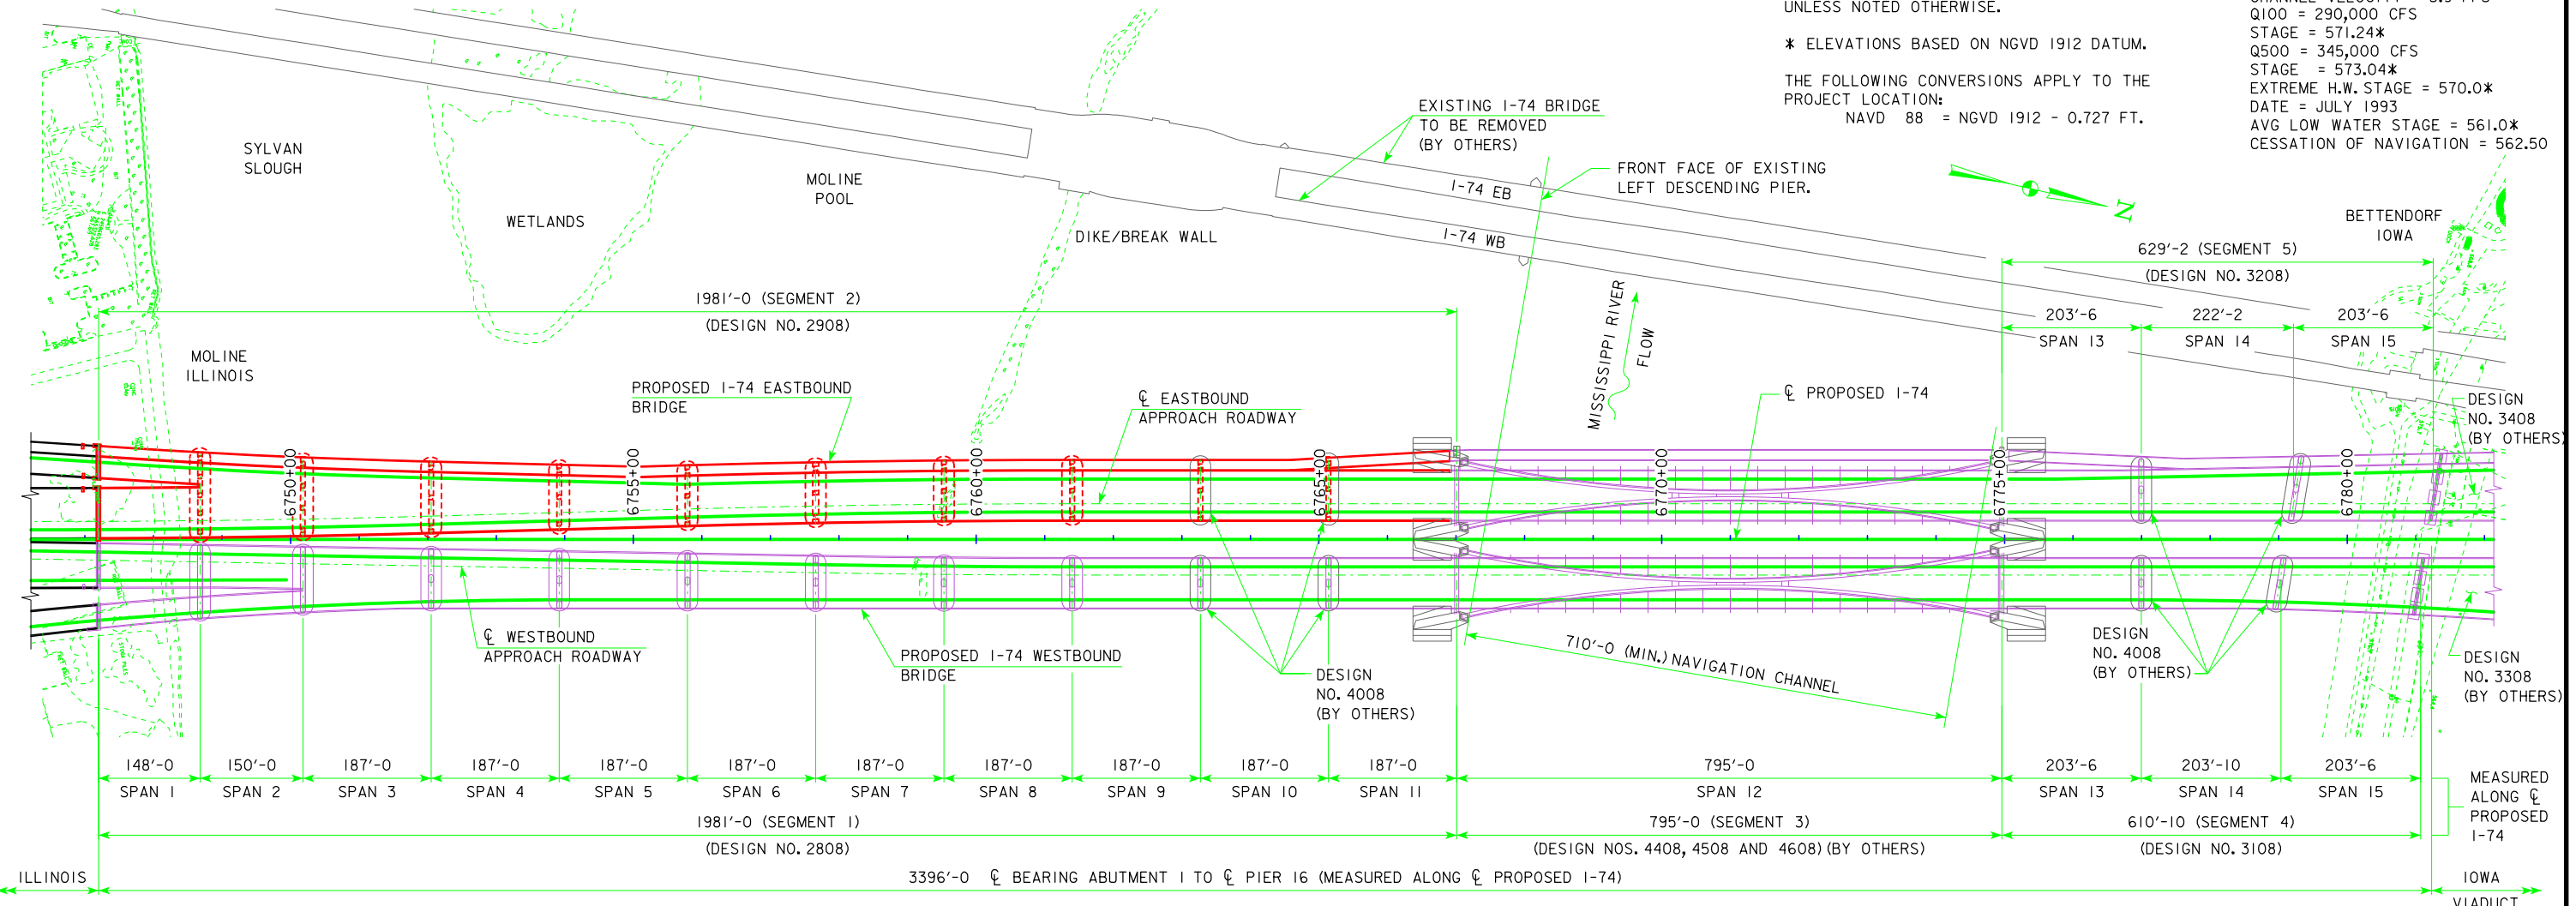 UNLESS NOTED OTHERWISE.
* ELEVATIONS BASED ON NGVD 1912 DATUM.
THE FOLLOWING CONVERSIONS APPLY TO THE
PROJECT LOCATION:
NAVD 88 = NGVD 1912 - 0.727 FT.
Q100 = 290,000 CFS
STAGE = 571.24*
Q500 = 345,000 CFS
STAGE = 573.04*
EXTREME H.W. STAGE = 570.0*
DATE = JULY 1993
AVG LOW WATER STAGE = 561.0*
CESSATION OF NAVIGATION = 562.50
EXISTING I-74 BRIDGE
TO BE REMOVED
(BY OTHERS)
FRONT FACE OF EXISTING
LEFT DESCENDING PIER.
SYLVAN
SLOUGH
WETLANDS
MOLINE
POOL
DIKE/BREAK WALL
I-74 EB
I-74 WB
N
BETTENDORF
IOWA
629'-2 (SEGMENT 5)
(DESIGN NO. 3208)
1981'-0 (SEGMENT 2)
(DESIGN NO. 2908)
203'-6
SPAN 13
222'-2
SPAN 14
203'-6
SPAN 15
MISSISSIPPI RIVER
FLOW
MOLINE
ILLINOIS
PROPOSED I-74 EASTBOUND
BRIDGE
℄ EASTBOUND
APPROACH ROADWAY
℄ PROPOSED I-74
DESIGN
NO. 3408
(BY OTHERS)
6750+00
6755+00
6760+00
6765+00
6770+00
6775+00
6780+00
℄ WESTBOUND
APPROACH ROADWAY
PROPOSED I-74 WESTBOUND
BRIDGE
DESIGN
NO. 4008
(BY OTHERS)
710'-0 (MIN.) NAVIGATION CHANNEL
DESIGN
NO. 4008
(BY OTHERS)
DESIGN
NO. 3308
(BY OTHERS)
148'-0
SPAN 1
150'-0
SPAN 2
187'-0
SPAN 3
187'-0
SPAN 4
187'-0
SPAN 5
187'-0
SPAN 6
187'-0
SPAN 7
187'-0
SPAN 8
187'-0
SPAN 9
187'-0
SPAN 10
187'-0
SPAN 11
795'-0
SPAN 12
203'-6
SPAN 13
203'-10
SPAN 14
203'-6
SPAN 15
MEASURED
ALONG ℄
PROPOSED
I-74
1981'-0 (SEGMENT 1)
(DESIGN NO. 2808)
795'-0 (SEGMENT 3)
(DESIGN NOS. 4408, 4508 AND 4608) (BY OTHERS)
610'-10 (SEGMENT 4)
(DESIGN NO. 3108)
ILLINOIS
3396'-0 ℄ BEARING ABUTMENT 1 TO ℄ PIER 16 (MEASURED ALONG ℄ PROPOSED I-74)
IOWA
VIADUCT